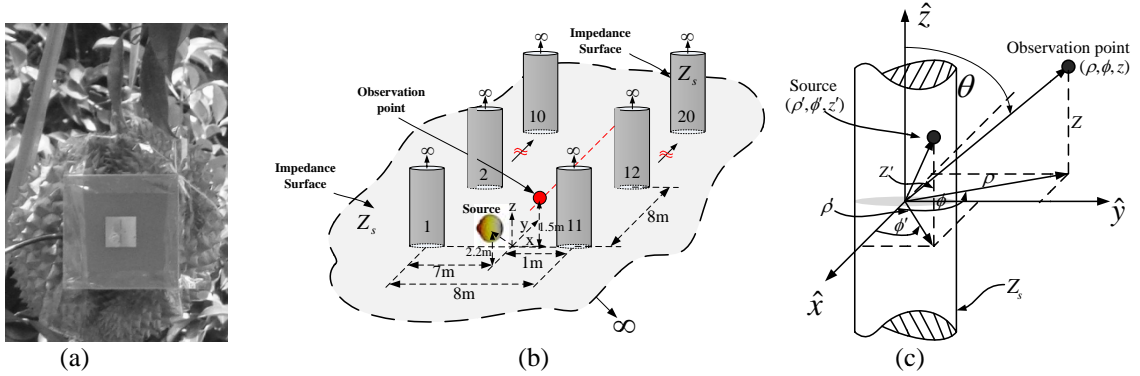 ∞
∞
∞
∞
∞
∞
Impedance
Surface
Z_s
10
20
Observation
point
2
12
Impedance
Surface
Z_s
1
Source
11
z
y
x
1.5m
2.2m
8m
7m
1m
8m
∞
ẑ
Observation point
(ρ,ϕ,z)
Source
(ρ′,ϕ′,z′)
θ
Z
Z′
ρ
ρ′
ϕ
ϕ′
ŷ
x̂
Z_s
(a)
(b)
(c)